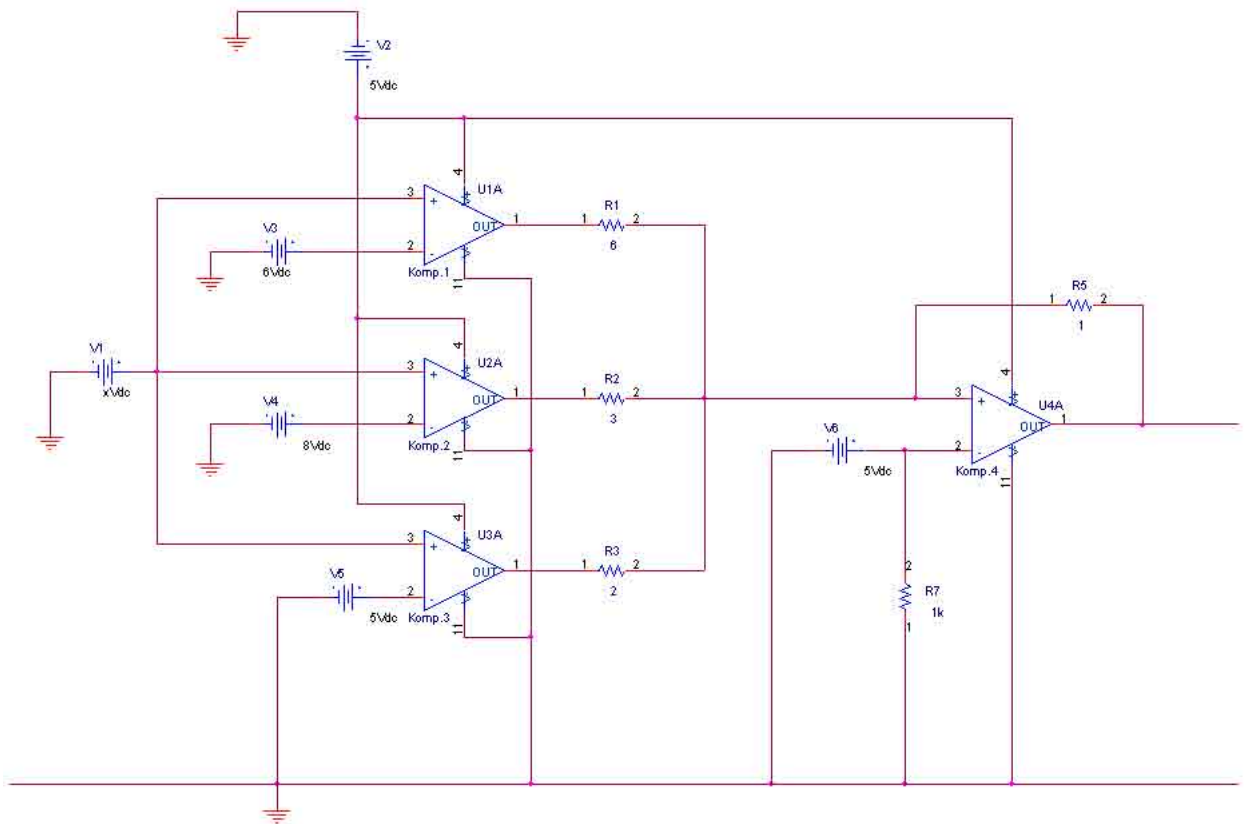 V2
5Vdc
4
3
+
U1A
V3
OUT
1
1
R1
2
6
2
-
6Vdc
Komp.1
11
R5
1
2
1
4
V1
xVdc
3
+
U2A
V4
OUT
1
1
R2
2
3
2
-
8Vdc
Komp.2
11
4
3
+
U4A
V6
OUT
1
2
-
5Vdc
Komp.4
11
4
3
+
U3A
V5
OUT
1
1
R3
2
2
2
-
5Vdc
Komp.3
11
2
R7
1k
1